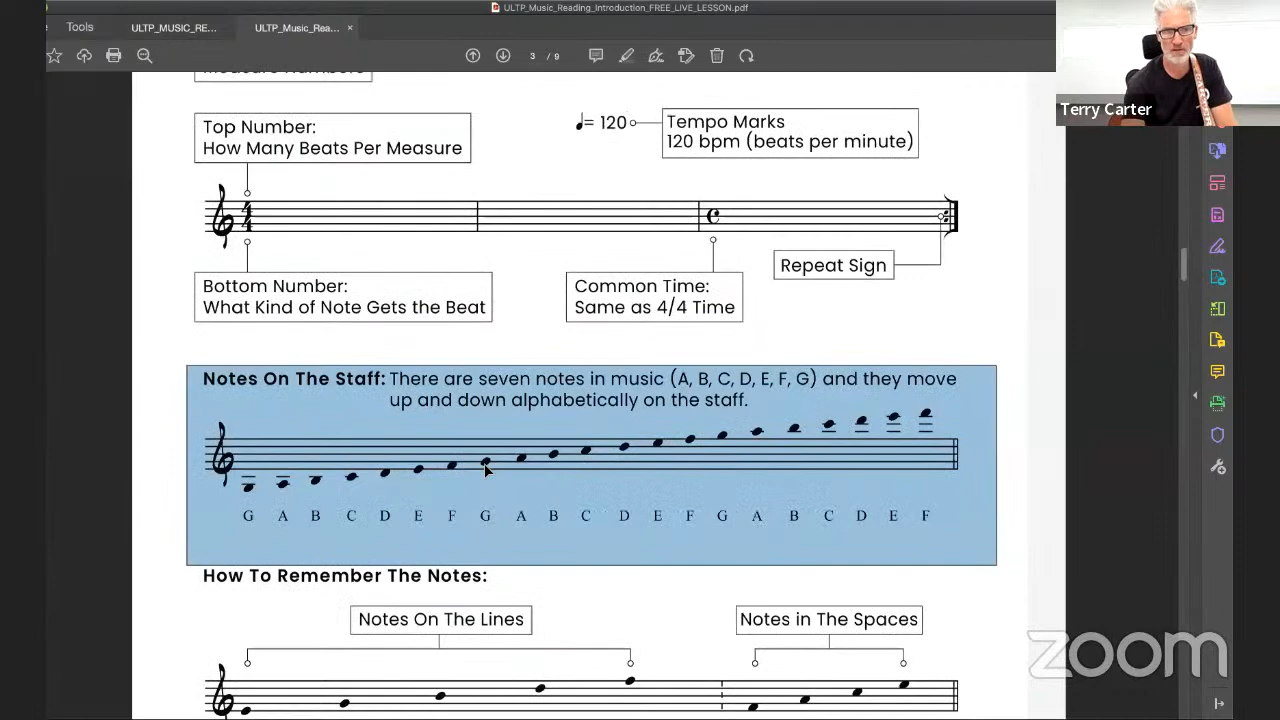 ULTP_Music_Reading_Introduction_FREE_LIVE_LESSON.pdf
Tools
ULTP_MUSIC_RE...
ULTP_Music_Rea... ×
3 / 9
Terry Carter
Measure Numbers
Top Number:
How Many Beats Per Measure
= 120
Tempo Marks
120 bpm (beats per minute)
4
4
Repeat Sign
Bottom Number:
What Kind of Note Gets the Beat
Common Time:
Same as 4/4 Time
Notes On The Staff: There are seven notes in music (A, B, C, D, E, F, G) and they move
up and down alphabetically on the staff.
G A B C D E F G A B C D E F G A B C D E F
How To Remember The Notes:
Notes On The Lines
Notes in The Spaces
zoom